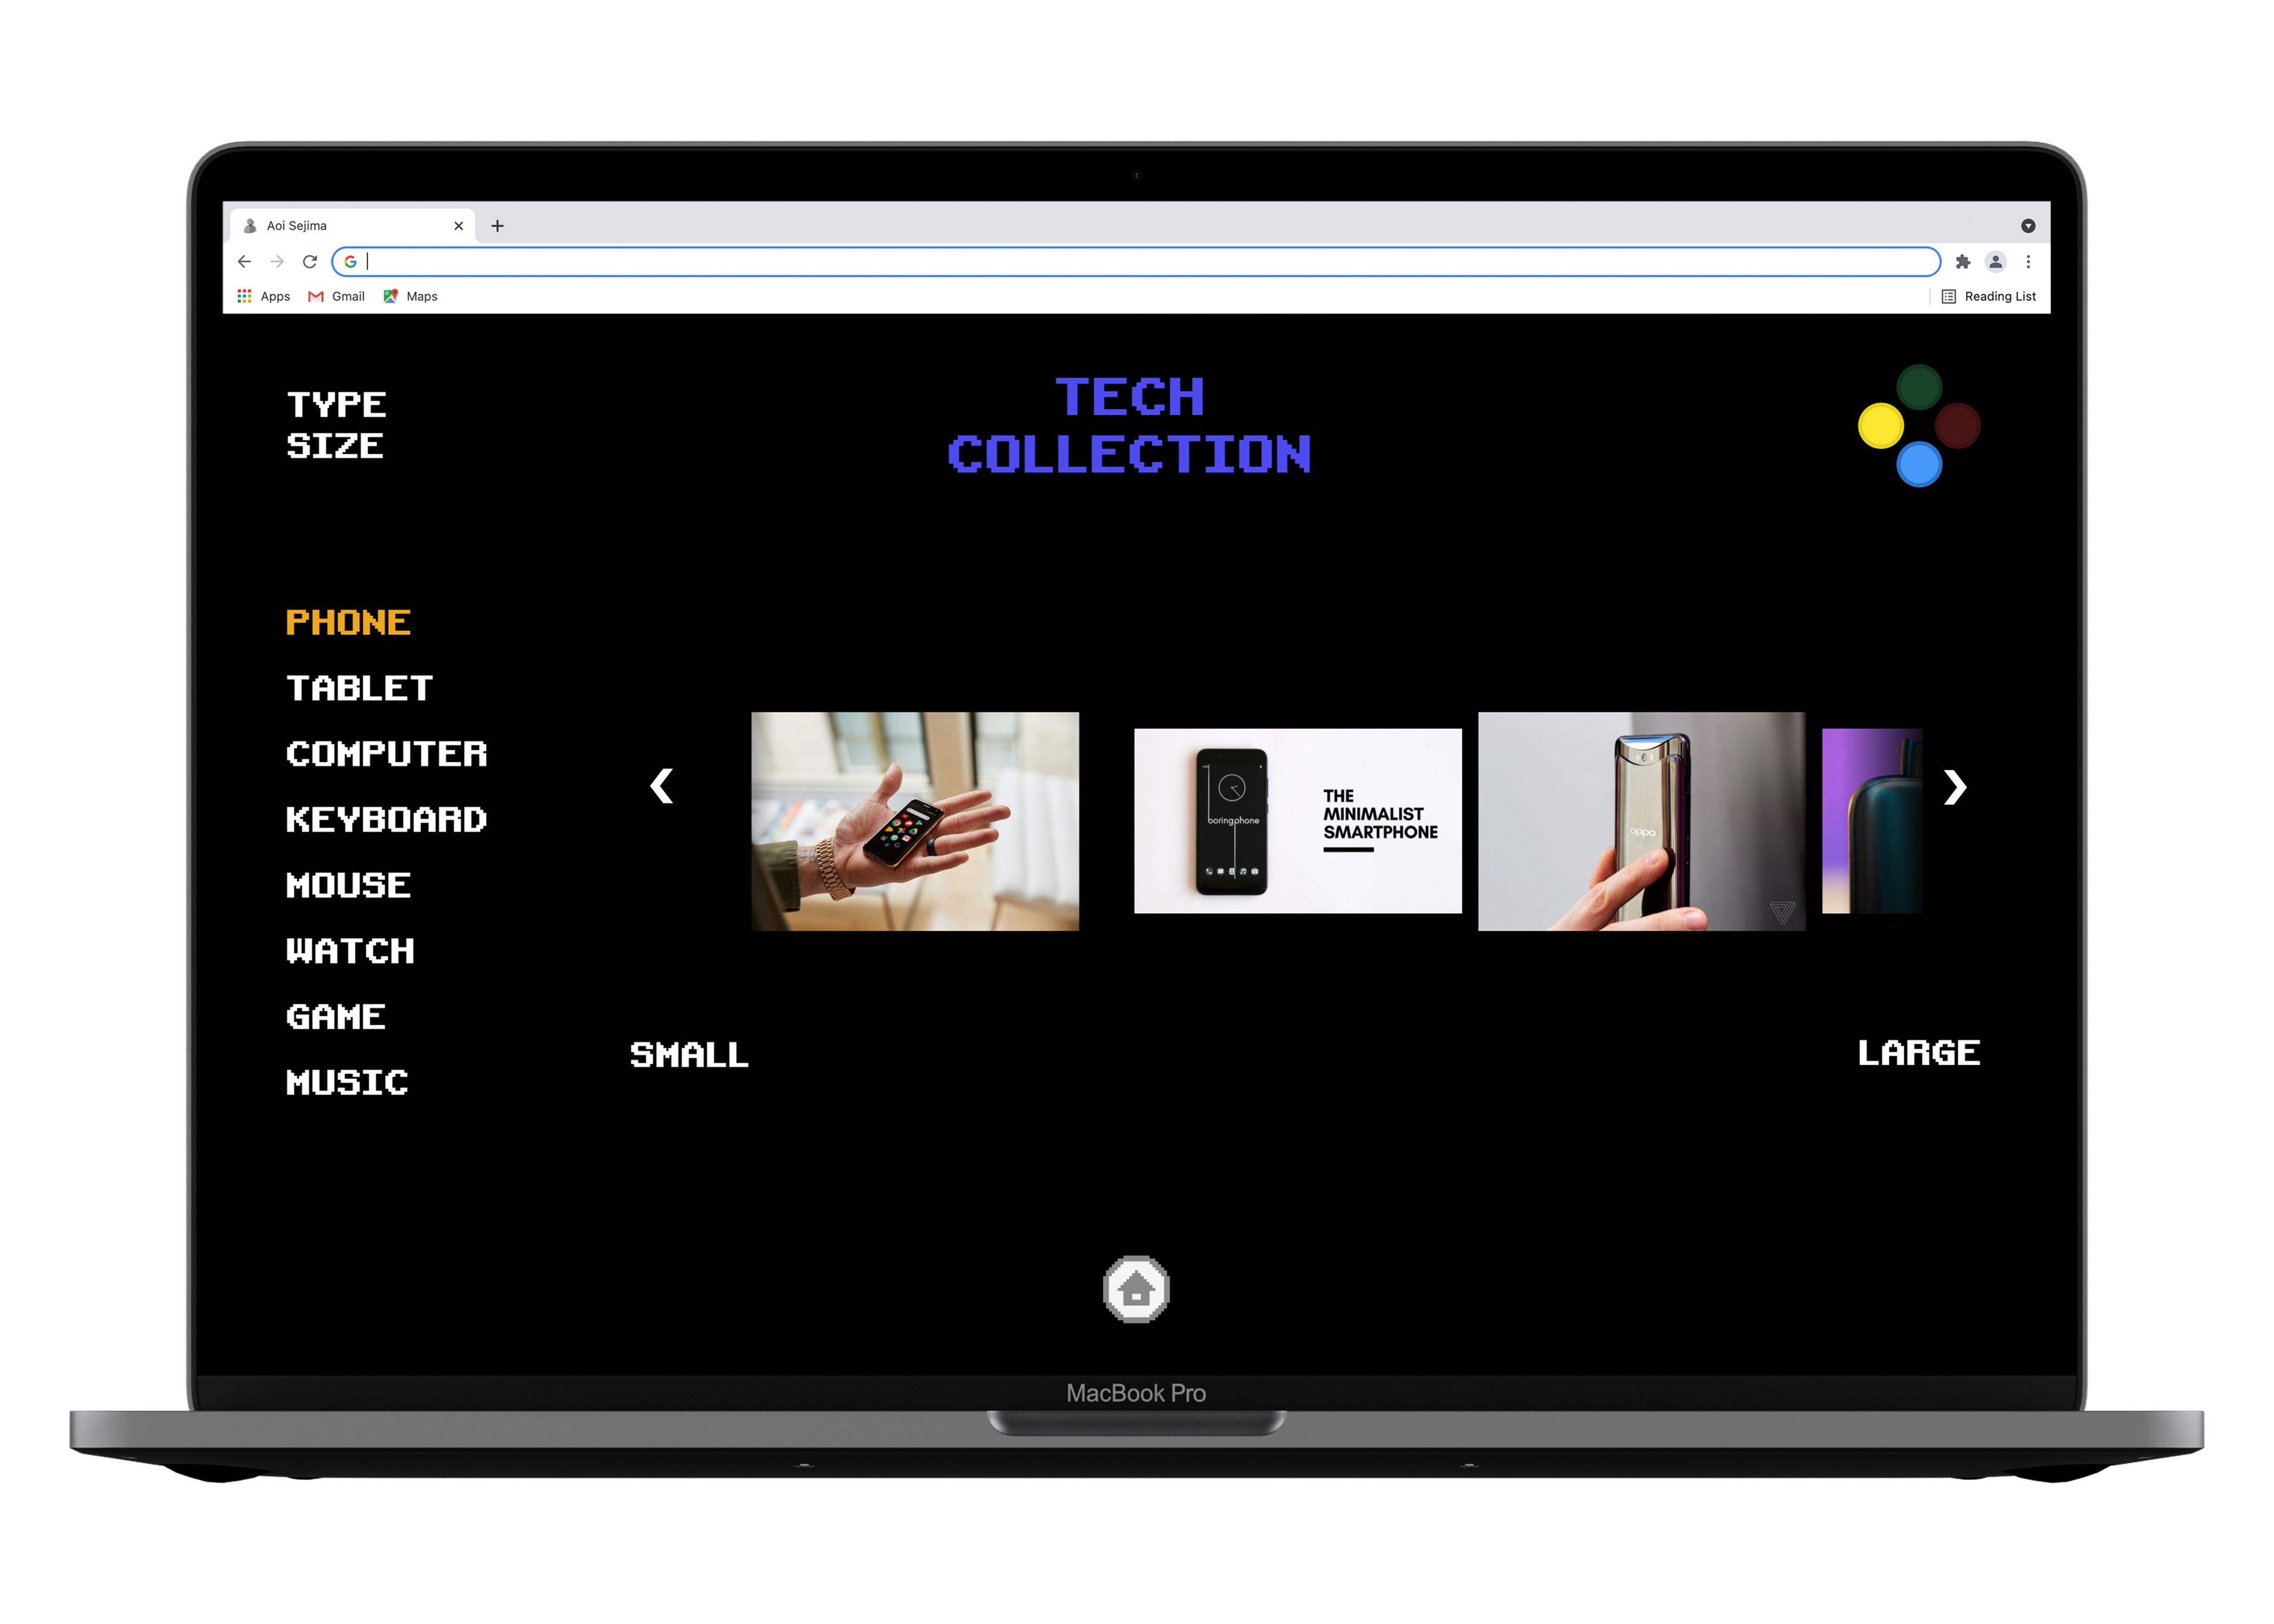 Aoi Sejima
Apps Gmail Maps Reading List
TYPE
SIZE
TECH
COLLECTION
PHONE
TABLET
COMPUTER
KEYBOARD
MOUSE
WATCH
GAME
MUSIC
boringphone
THE
MINIMALIST
SMARTPHONE
oppo
SMALL
LARGE
MacBook Pro